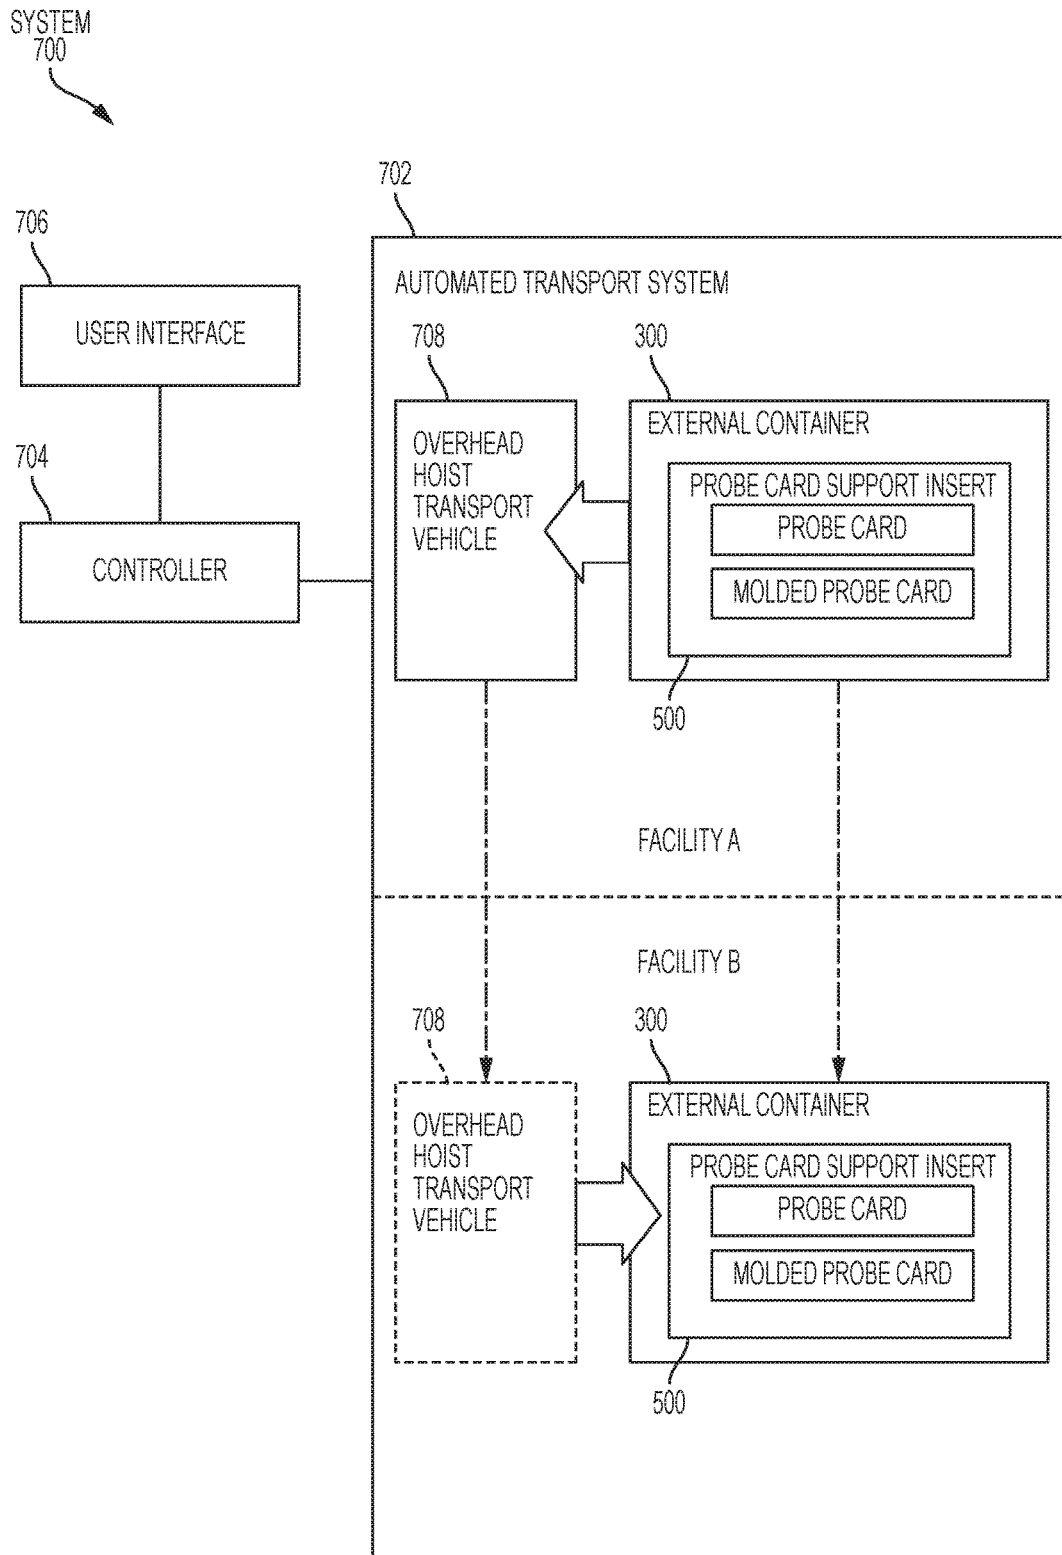 SYSTEM
700
702
706
AUTOMATED TRANSPORT SYSTEM
USER INTERFACE
708
300
OVERHEAD
HOIST
TRANSPORT
VEHICLE
EXTERNAL CONTAINER
PROBE CARD SUPPORT INSERT
PROBE CARD
MOLDED PROBE CARD
704
CONTROLLER
500
FACILITY A
FACILITY B
708
300
OVERHEAD
HOIST
TRANSPORT
VEHICLE
EXTERNAL CONTAINER
PROBE CARD SUPPORT INSERT
PROBE CARD
MOLDED PROBE CARD
500